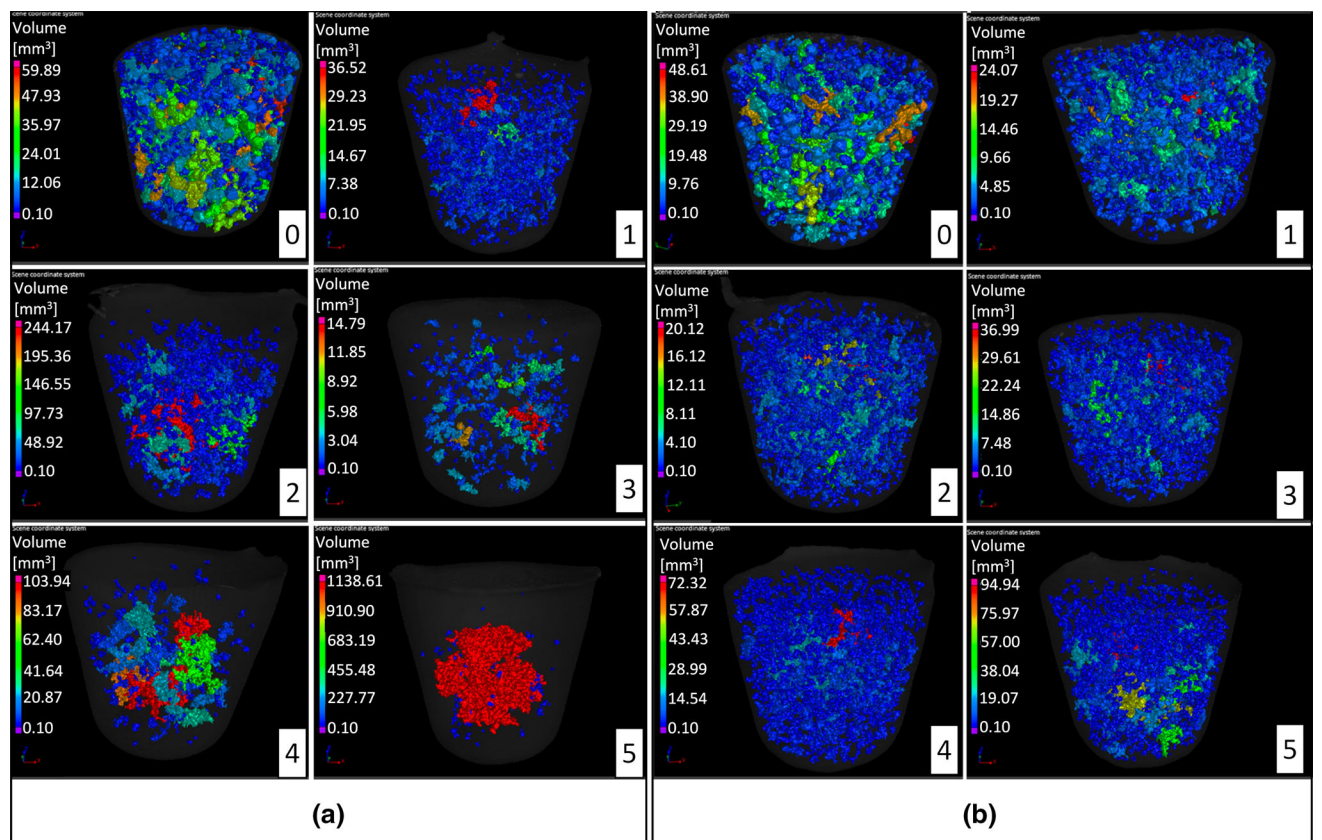 Scene coordinate system
Volume
[mm³]
59.89
47.93
35.97
24.01
12.06
0.10
0
Scene coordinate system
Volume
[mm³]
36.52
29.23
21.95
14.67
7.38
0.10
1
Scene coordinate system
Volume
[mm³]
244.17
195.36
146.55
97.73
48.92
0.10
2
Scene coordinate system
Volume
[mm³]
14.79
11.85
8.92
5.98
3.04
0.10
3
Scene coordinate system
Volume
[mm³]
103.94
83.17
62.40
41.64
20.87
0.10
4
Scene coordinate system
Volume
[mm³]
1138.61
910.90
683.19
455.48
227.77
0.10
5
(a)
Scene coordinate system
Volume
[mm³]
48.61
38.90
29.19
19.48
9.76
0.10
0
Scene coordinate system
Volume
[mm³]
24.07
19.27
14.46
9.66
4.85
0.10
1
Scene coordinate system
Volume
[mm³]
20.12
16.12
12.11
8.11
4.10
0.10
2
Scene coordinate system
Volume
[mm³]
36.99
29.61
22.24
14.86
7.48
0.10
3
Scene coordinate system
Volume
[mm³]
72.32
57.87
43.43
28.99
14.54
0.10
4
Scene coordinate system
Volume
[mm³]
94.94
75.97
57.00
38.04
19.07
0.10
5
(b)